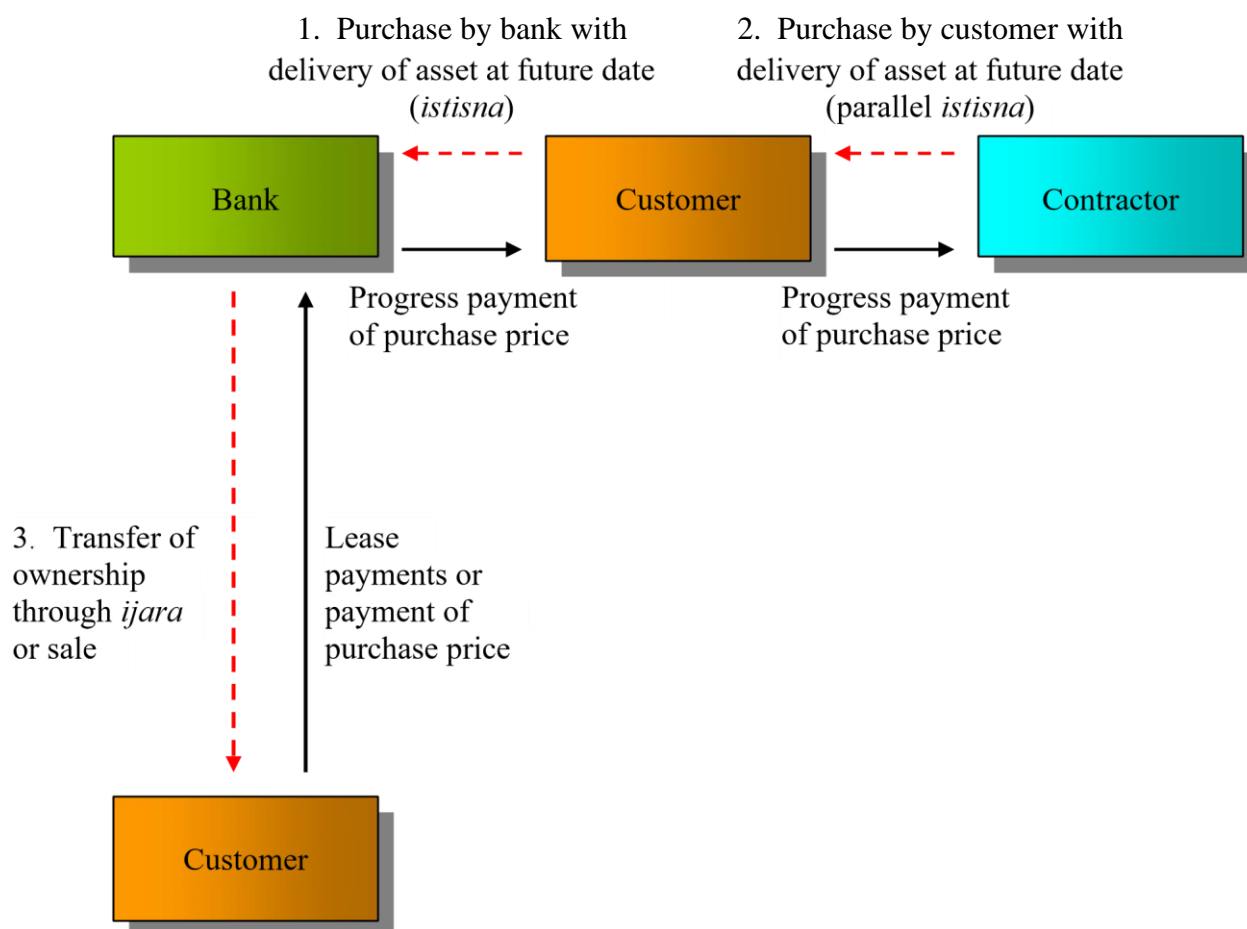 1. Purchase by bank with
delivery of asset at future date
(istisna)
2. Purchase by customer with
delivery of asset at future date
(parallel istisna)
Bank
Customer
Contractor
Progress payment
of purchase price
Progress payment
of purchase price
3. Transfer of
ownership
through ijara
or sale
Lease
payments or
payment of
purchase price
Customer